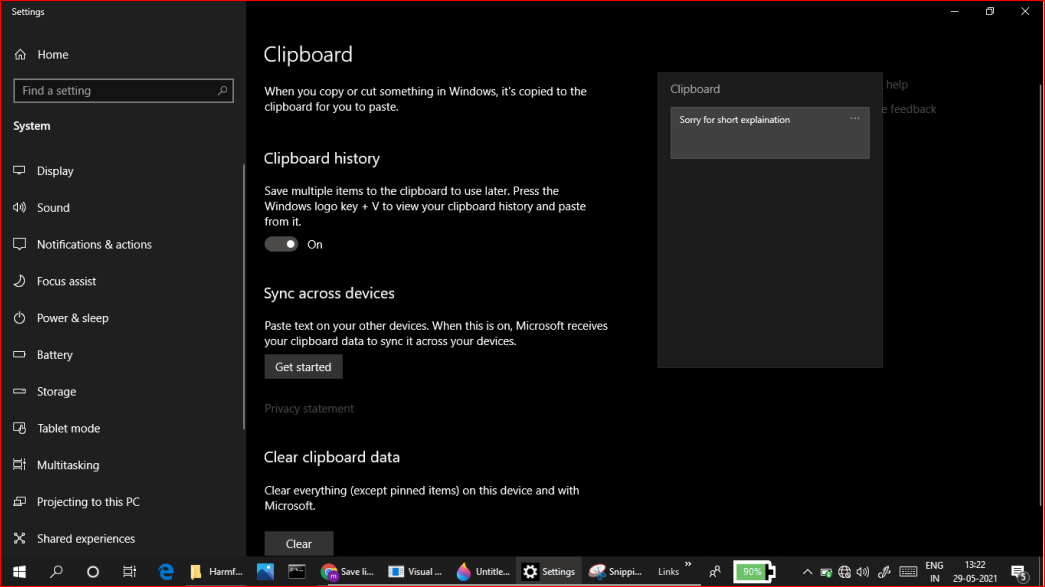 Settings
Home
Find a setting
System
Display
Sound
Notifications & actions
Focus assist
Power & sleep
Battery
Storage
Tablet mode
Multitasking
Projecting to this PC
Shared experiences
Clipboard
When you copy or cut something in Windows, it's copied to the
clipboard for you to paste.
Clipboard history
Save multiple items to the clipboard to use later. Press the
Windows logo key + V to view your clipboard history and paste
from it.
On
Sync across devices
Paste text on your other devices. When this is on, Microsoft receives
your clipboard data to sync it across your devices.
Get started
Privacy statement
Clear clipboard data
Clear everything (except pinned items) on this device and with
Microsoft.
Clear
Clipboard
Sorry for short explaination
help
e feedback
Harmf...
Save li...
Visual ...
Untitle...
Settings
Snippi...
Links
90%
ENG
IN
13:22
29-05-2021
5